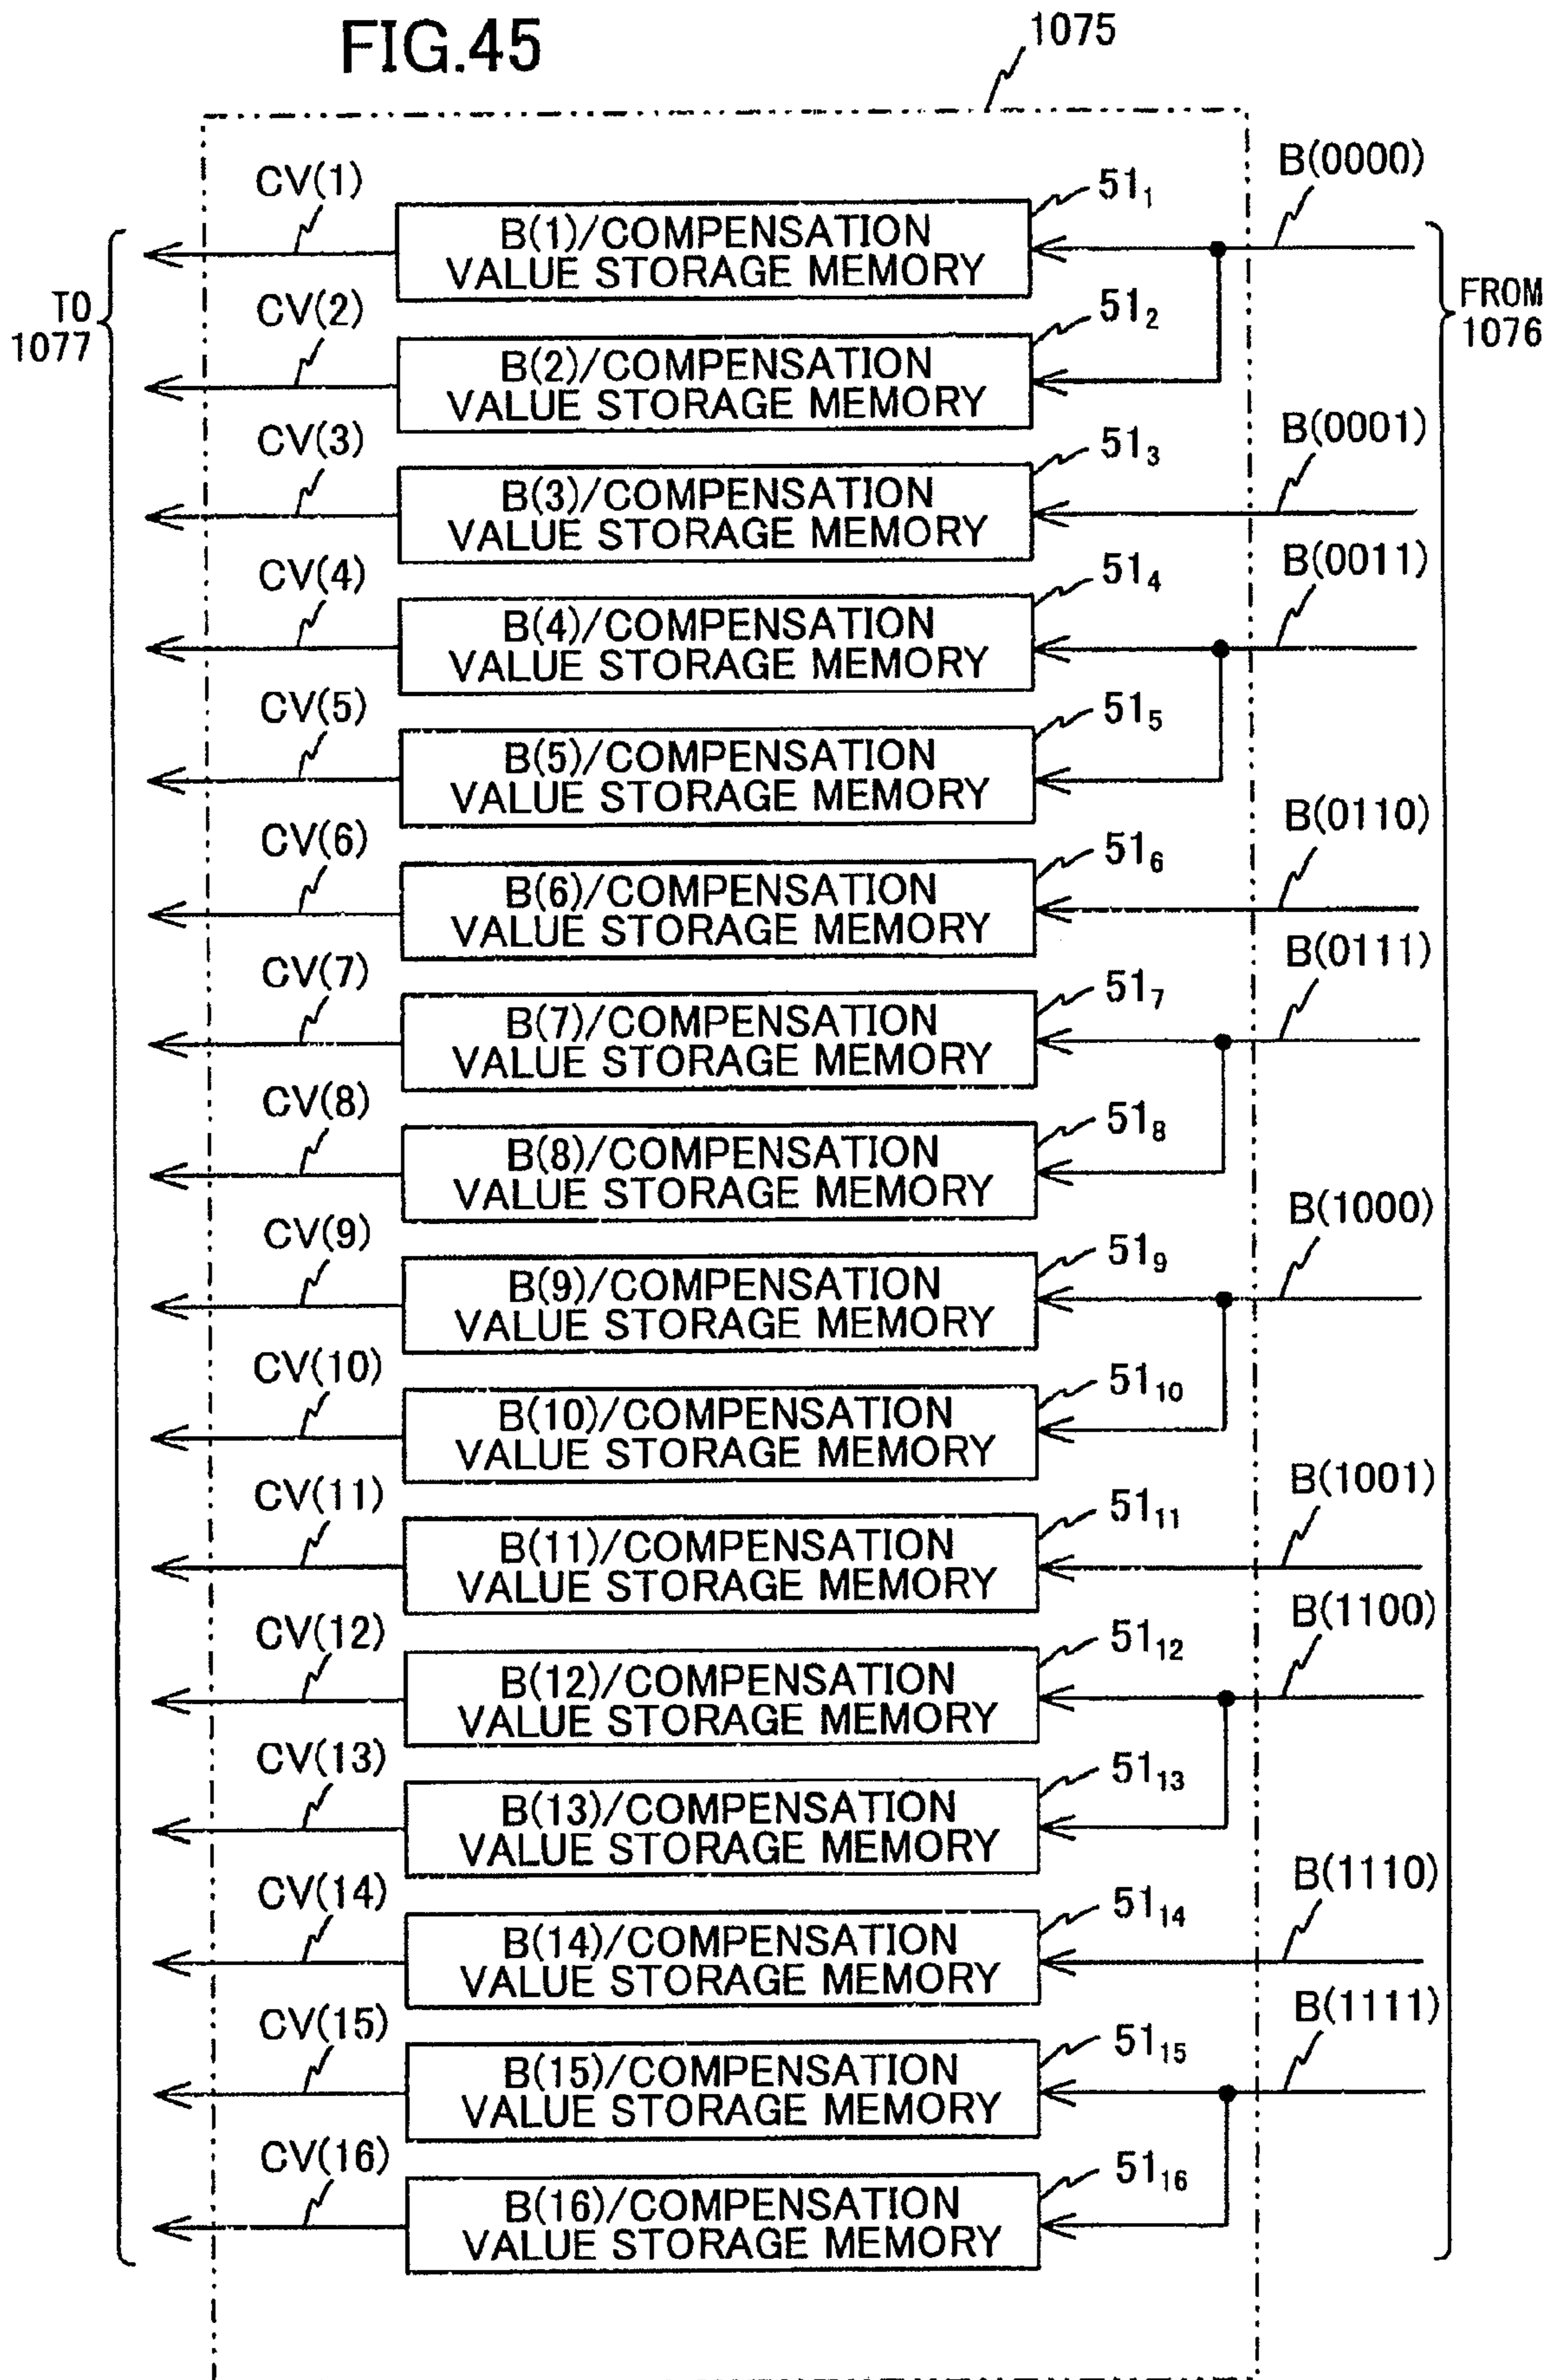 FIG.45
1075
B(0000)
CV(1)
51₁
B(1)/COMPENSATION
VALUE STORAGE MEMORY
TO
1077
FROM
1076
CV(2)
51₂
B(2)/COMPENSATION
VALUE STORAGE MEMORY
B(0001)
CV(3)
51₃
B(3)/COMPENSATION
VALUE STORAGE MEMORY
B(0011)
CV(4)
51₄
B(4)/COMPENSATION
VALUE STORAGE MEMORY
CV(5)
51₅
B(5)/COMPENSATION
VALUE STORAGE MEMORY
B(0110)
CV(6)
51₆
B(6)/COMPENSATION
VALUE STORAGE MEMORY
B(0111)
CV(7)
51₇
B(7)/COMPENSATION
VALUE STORAGE MEMORY
CV(8)
51₈
B(8)/COMPENSATION
VALUE STORAGE MEMORY
B(1000)
CV(9)
51₉
B(9)/COMPENSATION
VALUE STORAGE MEMORY
CV(10)
51₁₀
B(10)/COMPENSATION
VALUE STORAGE MEMORY
B(1001)
CV(11)
51₁₁
B(11)/COMPENSATION
VALUE STORAGE MEMORY
B(1100)
CV(12)
51₁₂
B(12)/COMPENSATION
VALUE STORAGE MEMORY
CV(13)
51₁₃
B(13)/COMPENSATION
VALUE STORAGE MEMORY
B(1110)
CV(14)
51₁₄
B(14)/COMPENSATION
VALUE STORAGE MEMORY
B(1111)
CV(15)
51₁₅
B(15)/COMPENSATION
VALUE STORAGE MEMORY
CV(16)
51₁₆
B(16)/COMPENSATION
VALUE STORAGE MEMORY